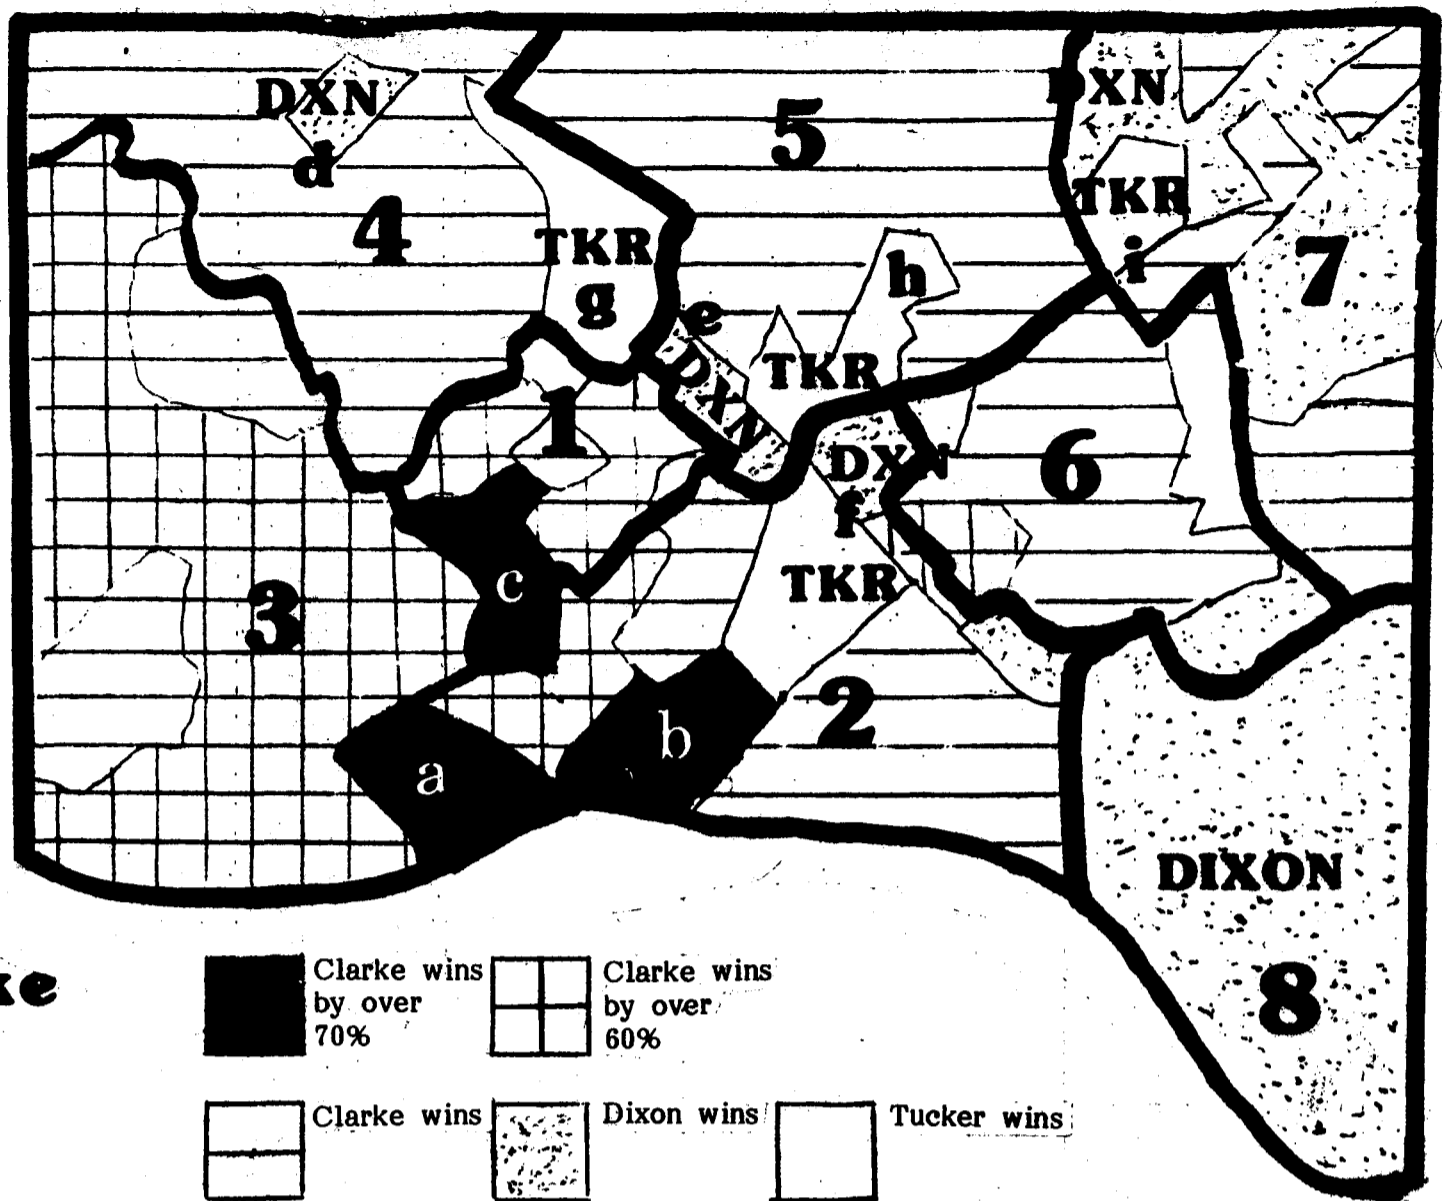 DXN
d
4
5
DXN
TKR
i
7
TKR
g
h
e
DXN
TKR
1
DXN
f
6
TKR
c
3
2
b
a
DIXON
8
Clarke wins
by over
70%
Clarke wins
by over
60%
Clarke wins
Dixon wins
Tucker wins